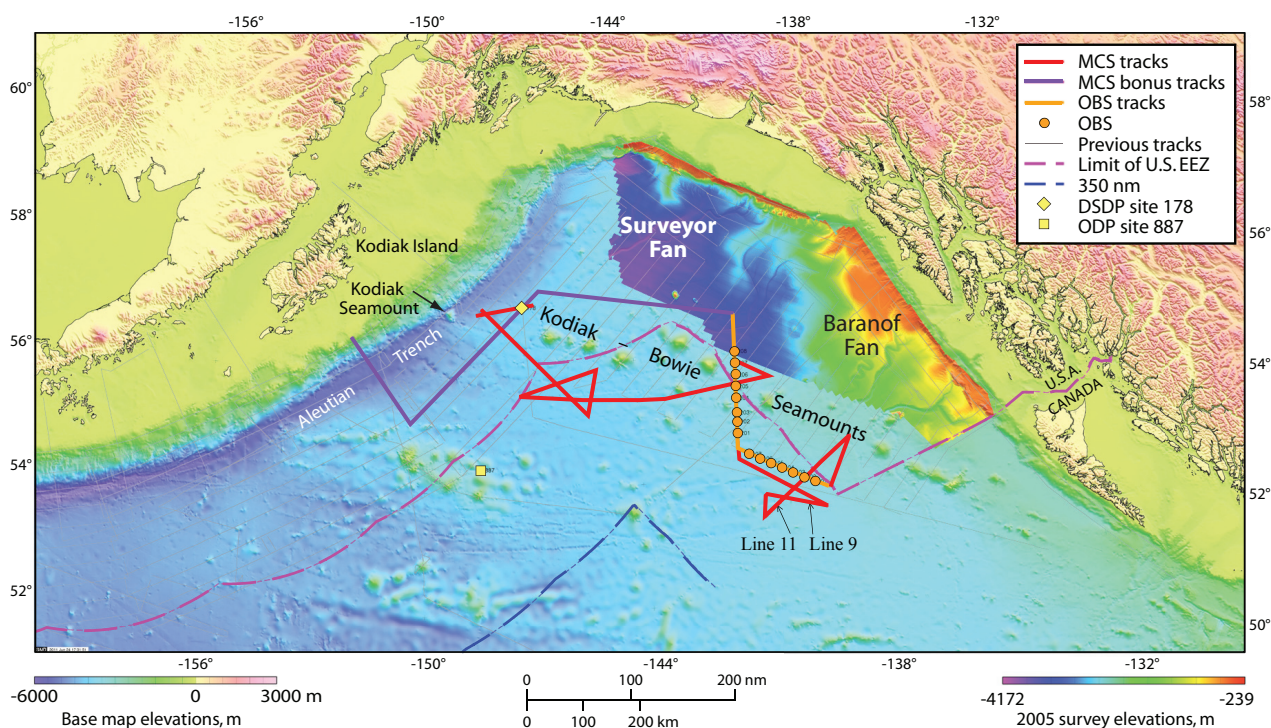 -156° -150° -144° -138° -132°
60°
58°
56°
54°
52°
58°
56°
54°
52°
50°
MCS tracks
MCS bonus tracks
OBS tracks
OBS
Previous tracks
Limit of U.S. EEZ
350 nm
DSDP site 178
ODP site 887
Surveyor
Fan
Kodiak Island
Kodiak
Seamount
Baranof
Fan
Kodiak - Bowie
Seamounts
Aleutian Trench
U.S.A.
CANADA
Line 11 Line 9
-156° -150° -144° -138° -132°
-6000 0 3000 m
Base map elevations, m
0 100 200 nm
0 100 200 km
-4172 -239
2005 survey elevations, m